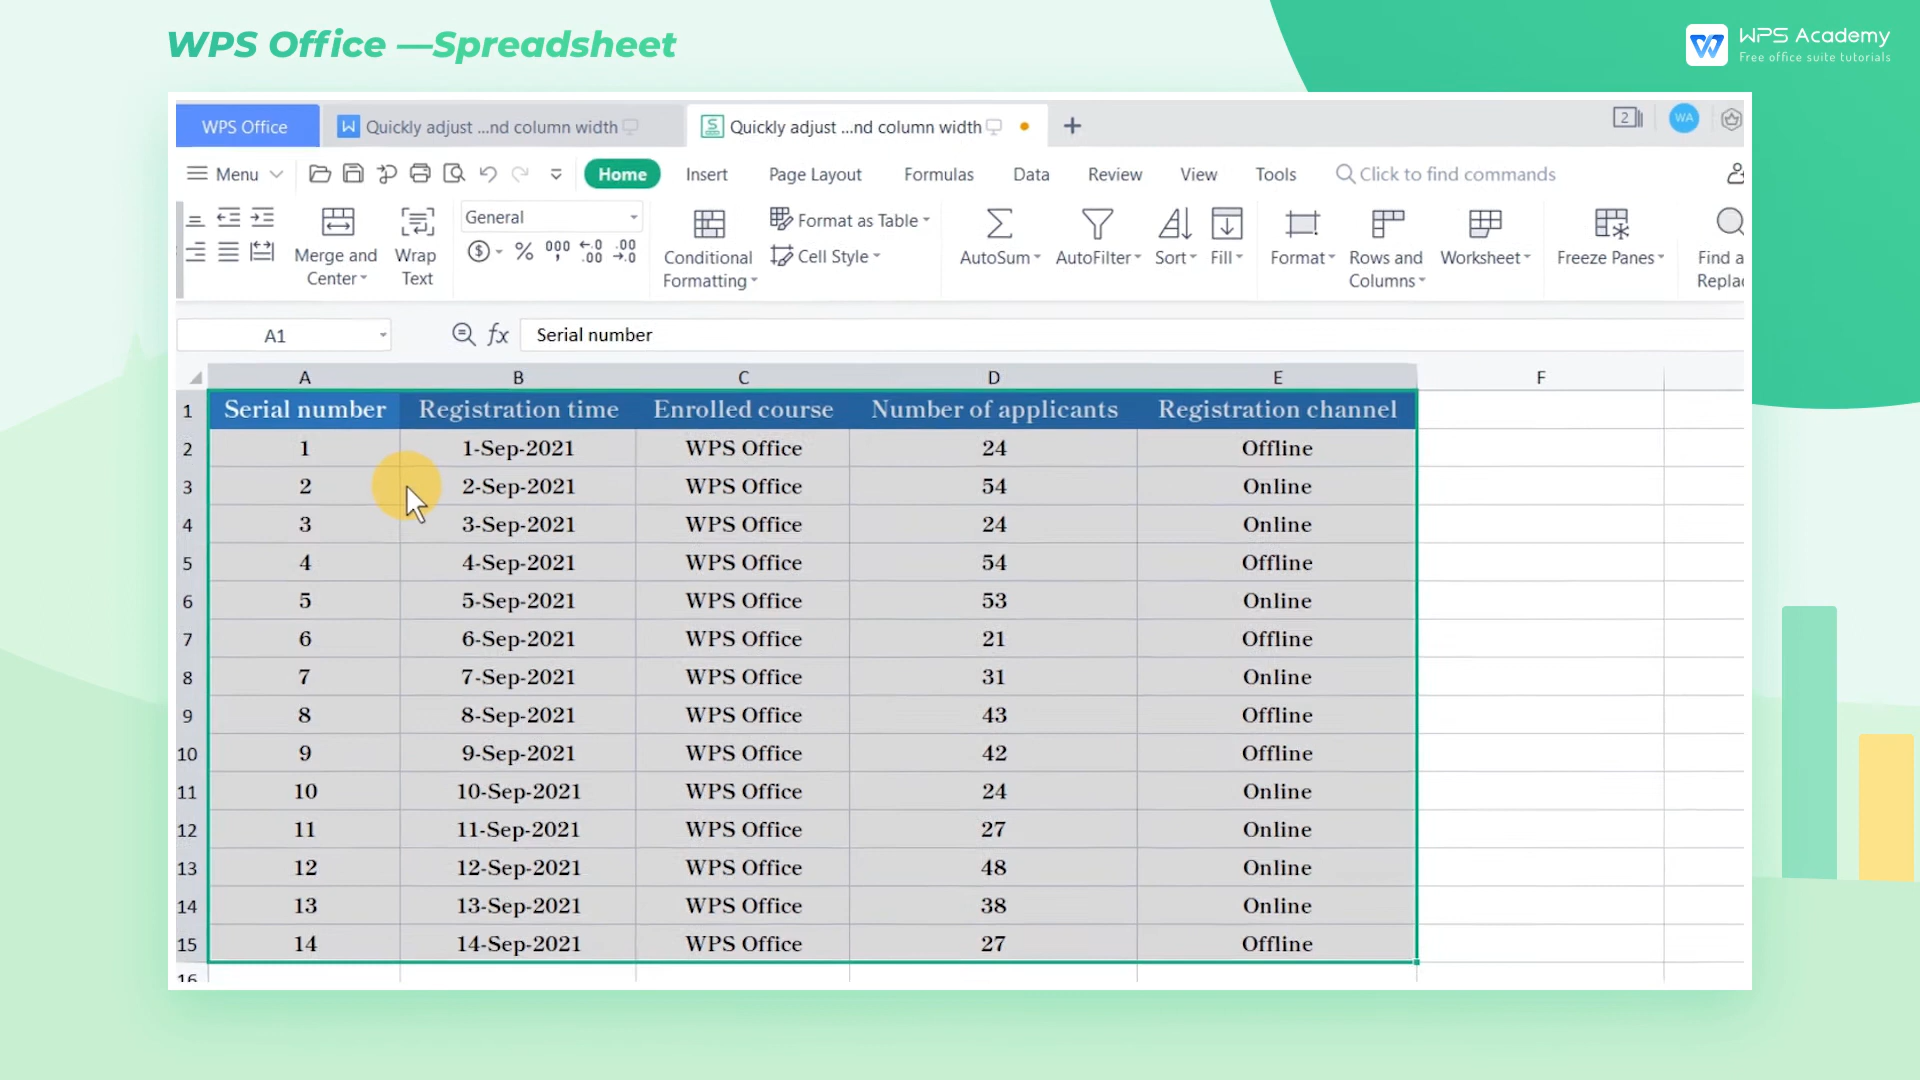 WPS Office —Spreadsheet
WPS Academy
Free office suite tutorials
WPS Office
Quickly adjust ...nd column width
Quickly adjust ...nd column width
2
WA
Menu
Home
Insert
Page Layout
Formulas
Data
Review
View
Tools
Click to find commands
Merge and Center
Wrap Text
General
Conditional Formatting
Format as Table
Cell Style
AutoSum
AutoFilter
Sort
Fill
Format
Rows and Columns
Worksheet
Freeze Panes
Find a
Replac
A1
fx
Serial number
A B C D E F
1 Serial number Registration time Enrolled course Number of applicants Registration channel
2 1 1-Sep-2021 WPS Office 24 Offline
3 2 2-Sep-2021 WPS Office 54 Online
4 3 3-Sep-2021 WPS Office 24 Online
5 4 4-Sep-2021 WPS Office 54 Offline
6 5 5-Sep-2021 WPS Office 53 Online
7 6 6-Sep-2021 WPS Office 21 Offline
8 7 7-Sep-2021 WPS Office 31 Online
9 8 8-Sep-2021 WPS Office 43 Offline
10 9 9-Sep-2021 WPS Office 42 Offline
11 10 10-Sep-2021 WPS Office 24 Online
12 11 11-Sep-2021 WPS Office 27 Online
13 12 12-Sep-2021 WPS Office 48 Online
14 13 13-Sep-2021 WPS Office 38 Online
15 14 14-Sep-2021 WPS Office 27 Offline
16